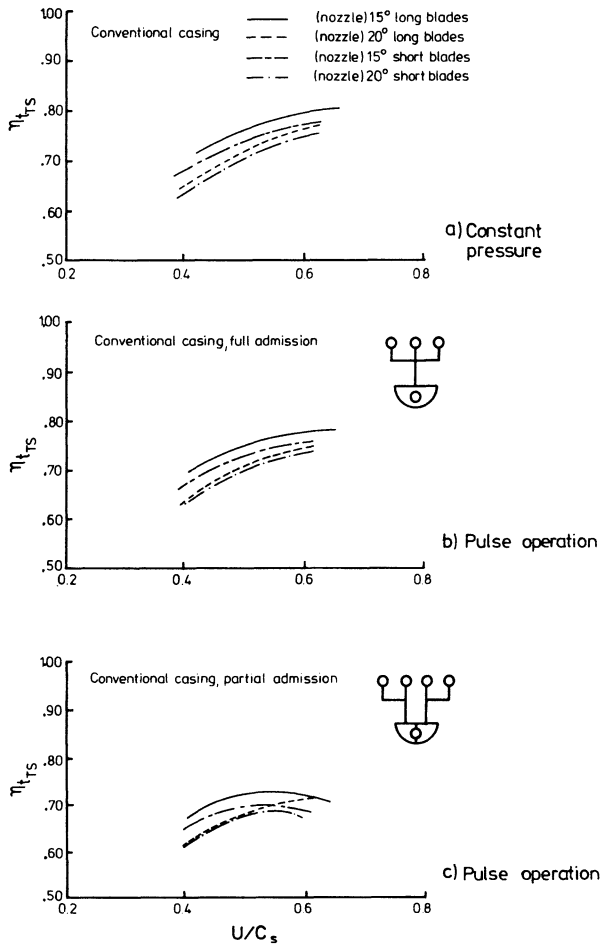 Conventional casing
(nozzle) 15° long blades
(nozzle) 20° long blades
(nozzle) 15° short blades
(nozzle) 20° short blades
1.00
.90
.80
.70
.60
.50
ηtTS
0.2 0.4 0.6 0.8
a) Constant
pressure
Conventional casing, full admission
1.00
.90
.80
.70
.60
.50
ηtTS
0.2 0.4 0.6 0.8
b) Pulse operation
Conventional casing, partial admission
1.00
.90
.80
.70
.60
.50
ηtTS
0.2 0.4 0.6 0.8
c) Pulse operation
U/Cs